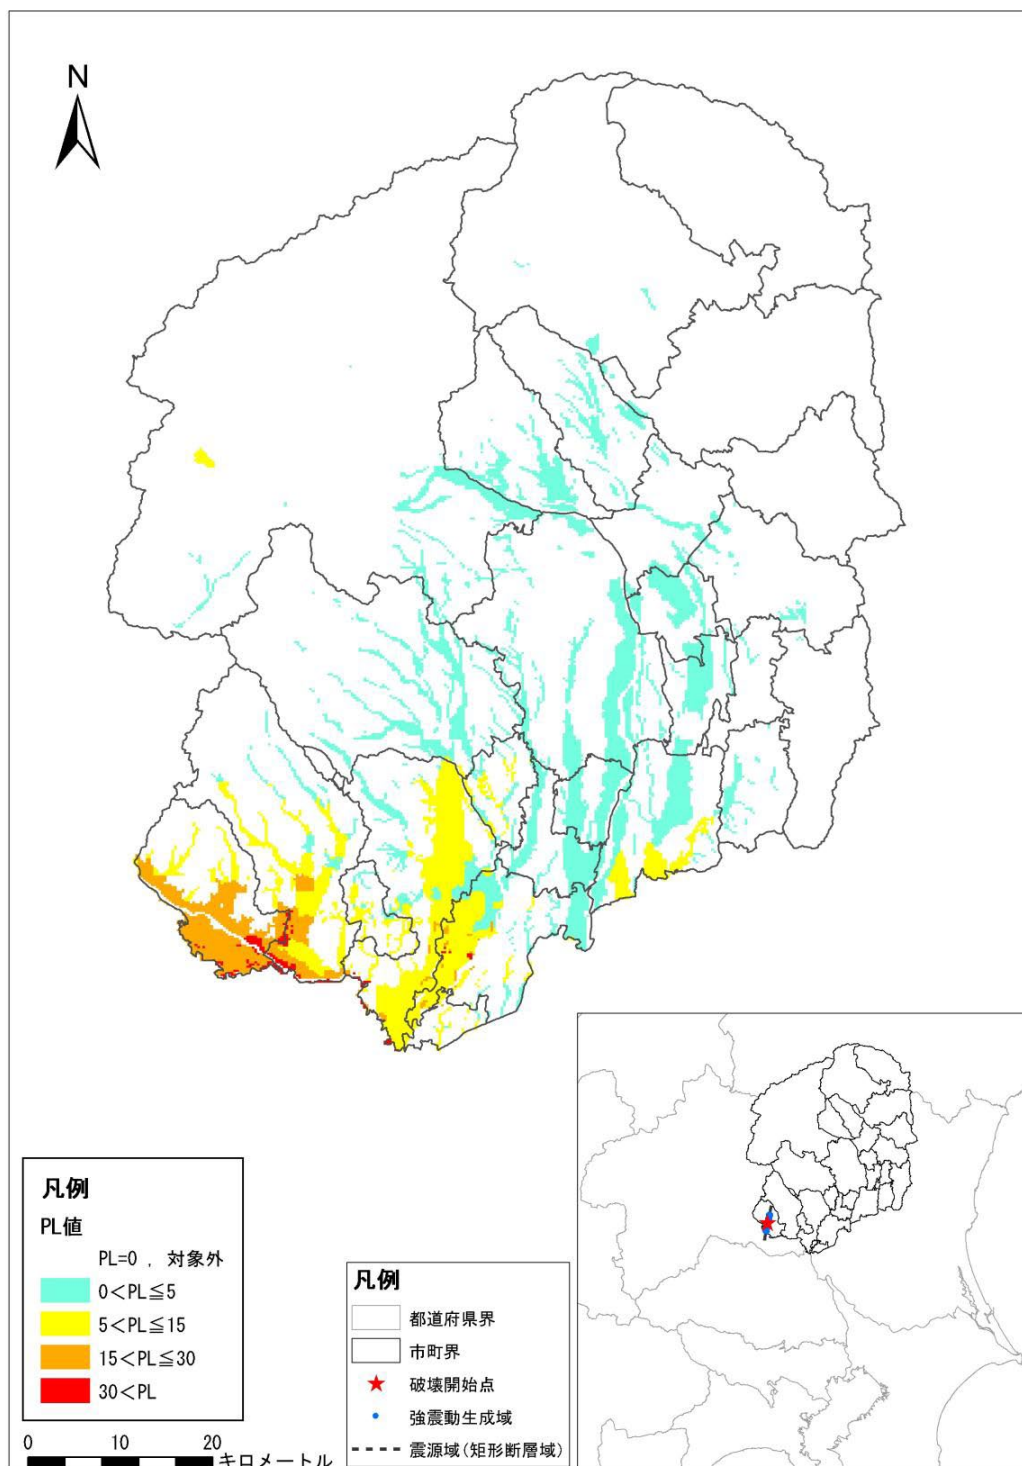 N
凡例
PL値
PL=0 ，対象外
0＜PL≦5
5＜PL≦15
15＜PL≦30
30＜PL
0 10 20
キロメートル
凡例
都道府県界
市町界
破壊開始点
強震動生成域
震源域(矩形断層域)